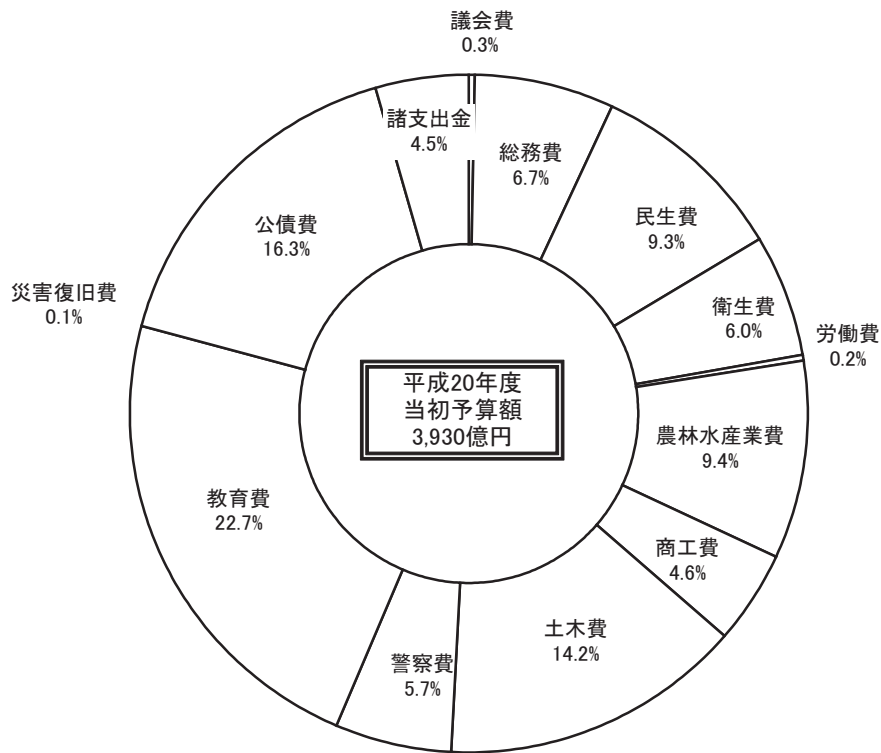 議会費
0.3%
総務費
6.7%
民生費
9.3%
衛生費
6.0%
労働費
0.2%
農林水産業費
9.4%
商工費
4.6%
土木費
14.2%
警察費
5.7%
教育費
22.7%
災害復旧費
0.1%
公債費
16.3%
諸支出金
4.5%
平成20年度
当初予算額
3,930億円